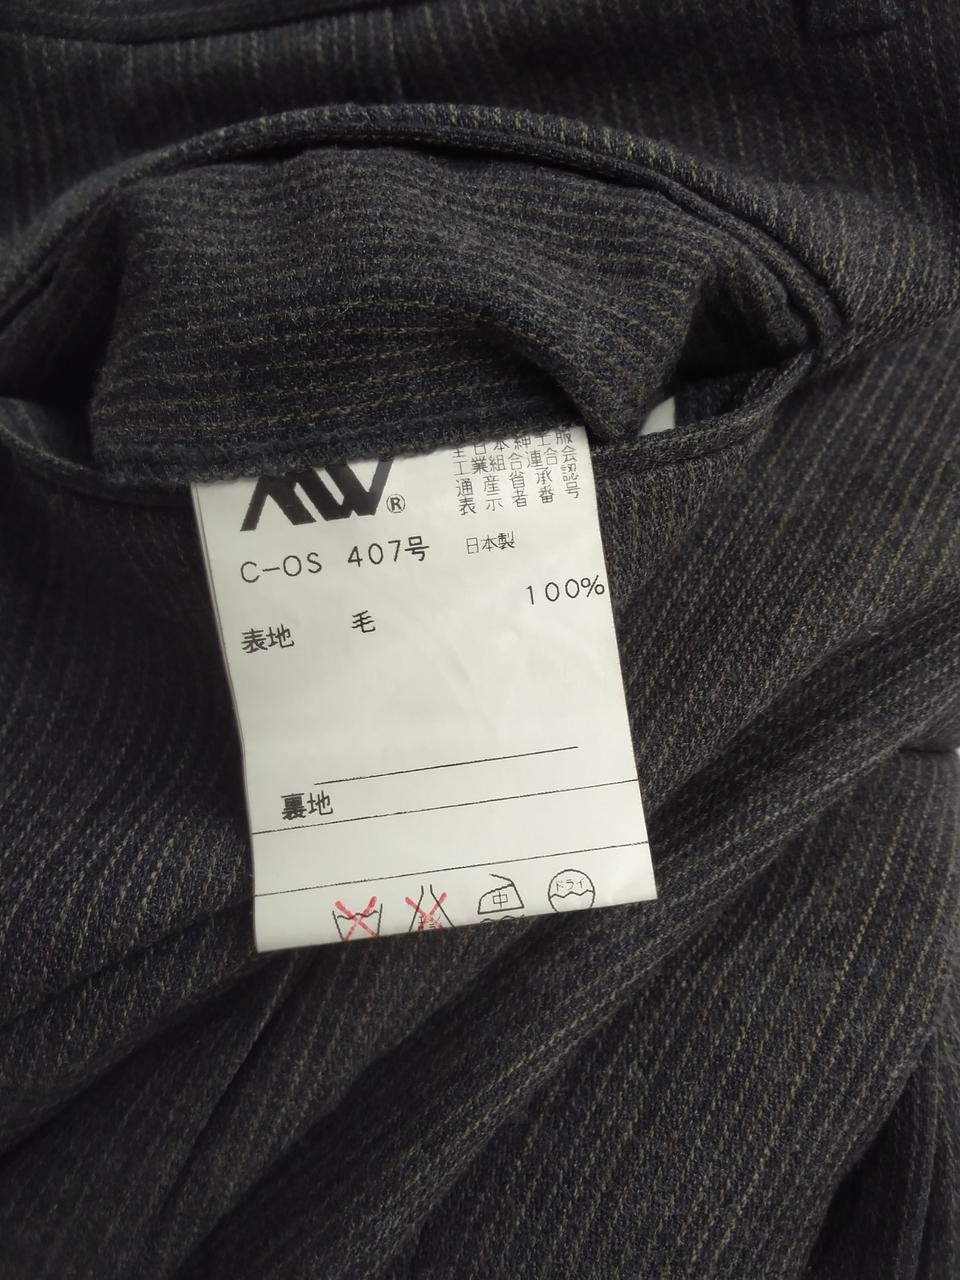 AW®
全日本紳士服
工業組合連合会
通産省承認
表示者番号
C-OS 407号 日本製
100%
表地 毛
裏地
中
ドライ